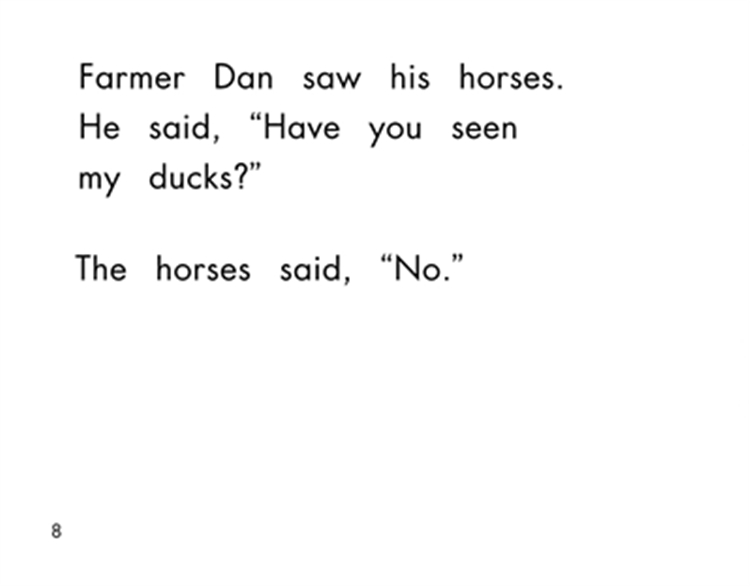 Farmer Dan saw his horses.
He said, “Have you seen
my ducks?”
The horses said, “No.”
8